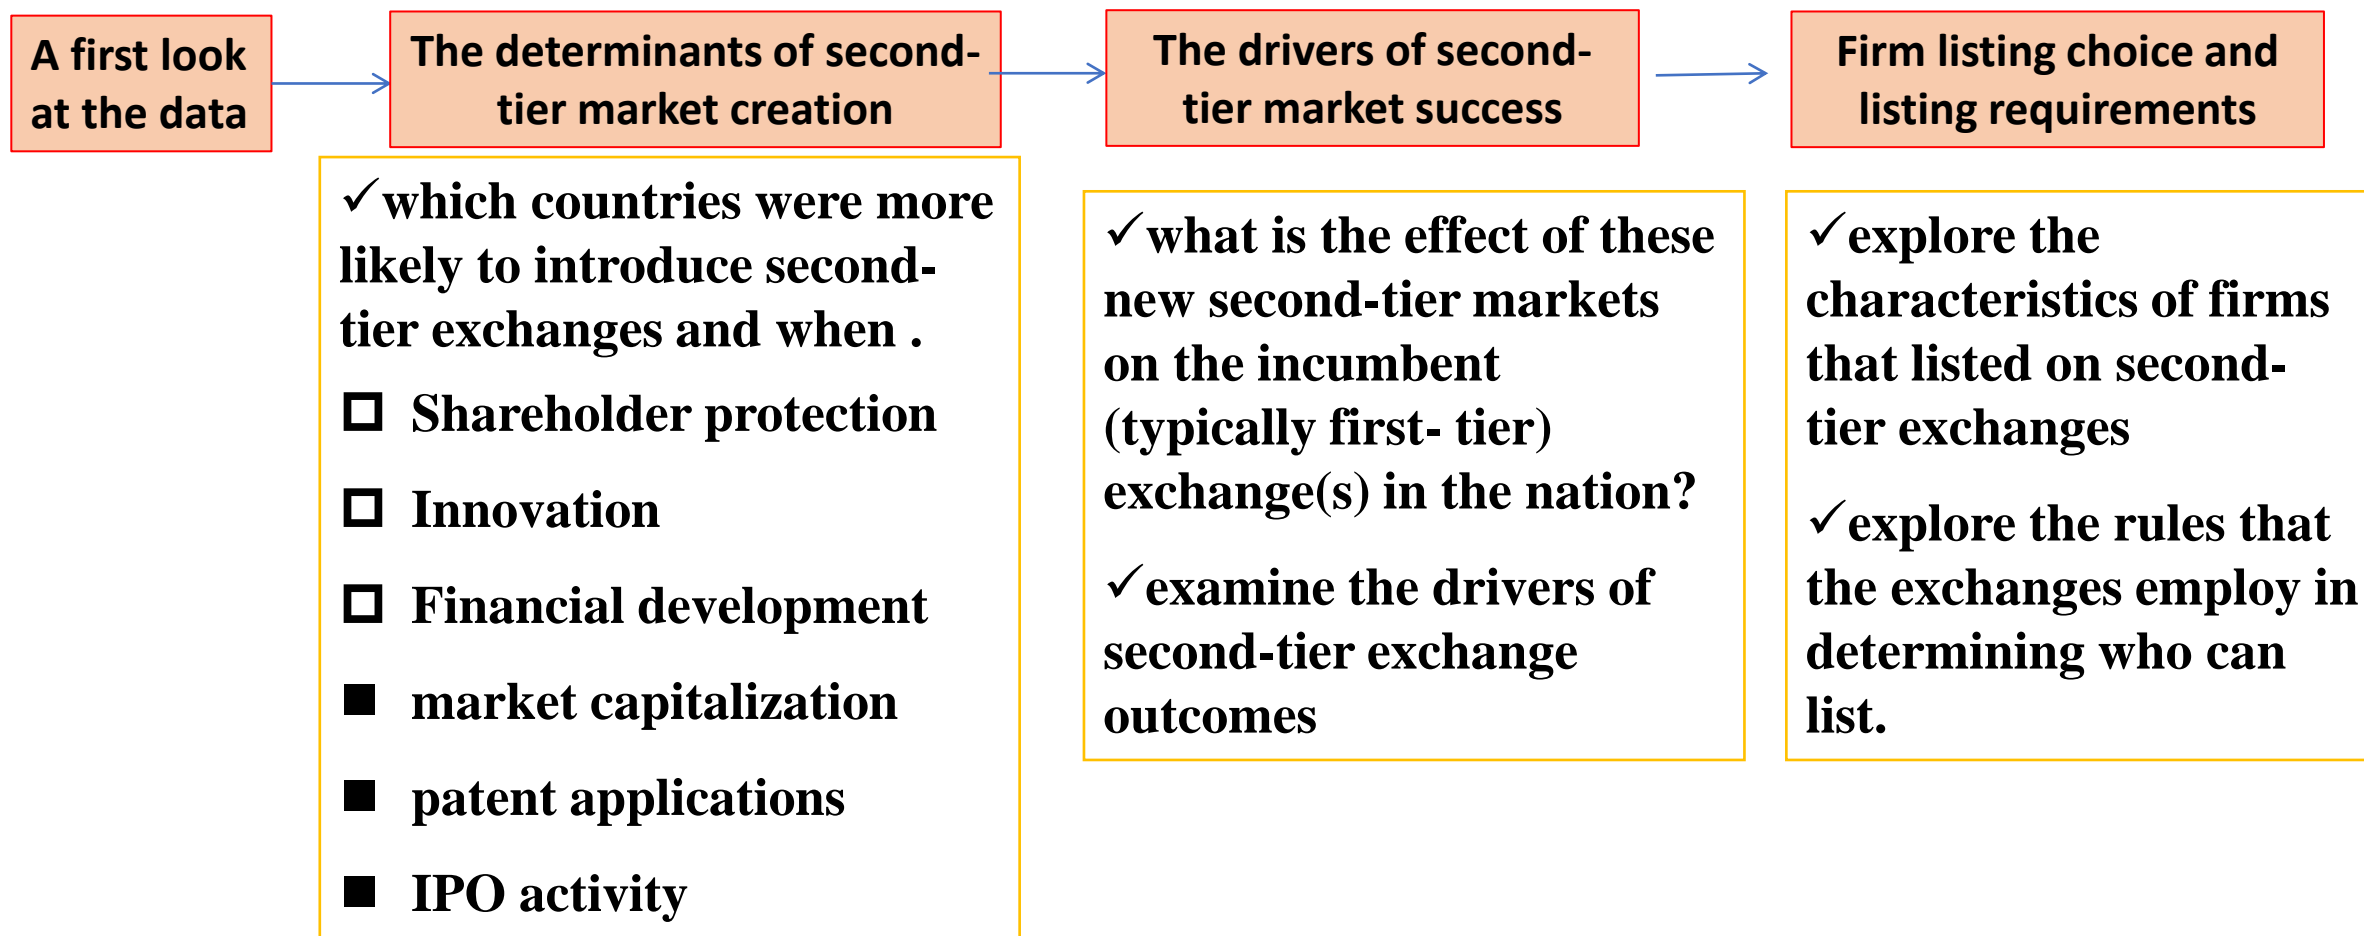 A first look
at the data
The determinants of second-
tier market creation
The drivers of second-
tier market success
Firm listing choice and
listing requirements
✓which countries were more
likely to introduce second-
tier exchanges and when .
Shareholder protection
Innovation
Financial development
market capitalization
patent applications
IPO activity
✓what is the effect of these
new second-tier markets
on the incumbent
(typically first- tier)
exchange(s) in the nation?
✓examine the drivers of
second-tier exchange
outcomes
✓explore the
characteristics of firms
that listed on second-
tier exchanges
✓explore the rules that
the exchanges employ in
determining who can
list.